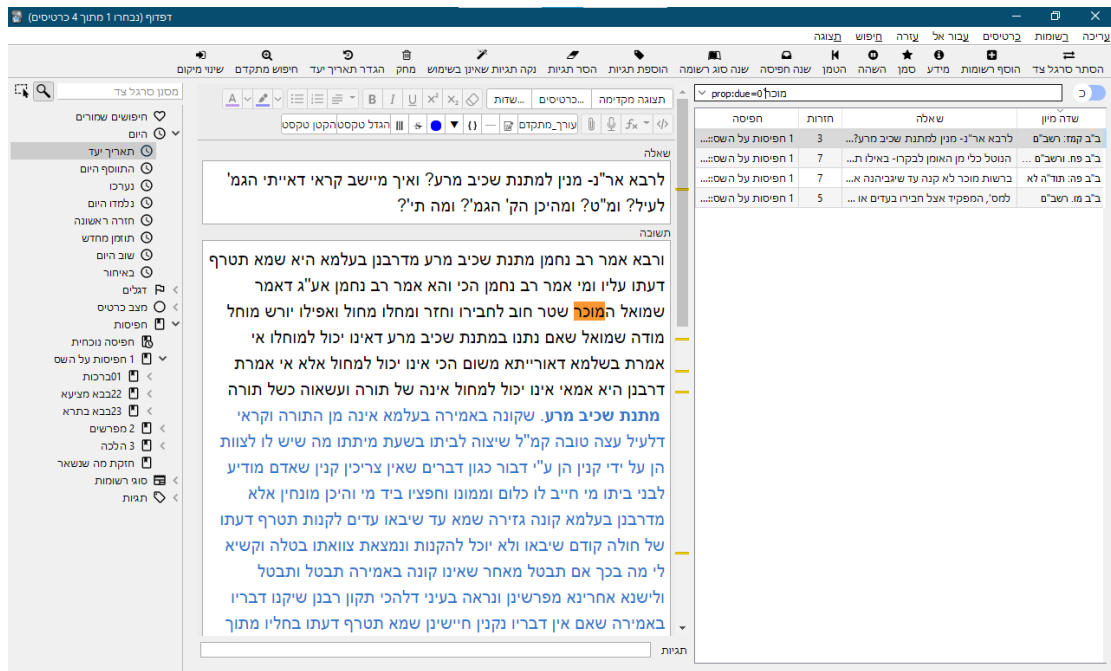 דפדוף (נבחרו 1 מתוך 4 כרטיסים)
עריכה רשומות כרטיסים עבור אל עזרה חיפוש תצוגה
הסתר סרגל צד הוסף רשומות מידע סמן השהה הטמן שנה חפיסה שנה סוג רשומה הוספת תגיות הסר תגיות נקה תגיות שאינן בשימוש מחק הגדר תאריך יעד חיפוש מתקדם שינוי מיקום
כ
prop:due=0 מוכר
שדה מיון שאלה חזרות חפיסה
ב"ב קמז: רשב"ם לרבא אר"נ- מנין למתנת שכיב מרע?... 3 1 חפיסות על השס::...
ב"ב פח. ורשב"ם ... הנוטל כלי מן האומן לבקרו- באילו ת... 7 1 חפיסות על השס::...
ב"ב פה: תוד"ה לא ברשות מוכר לא קנה עד שיגביהנה א... 7 1 חפיסות על השס::...
ב"ב מו. רשב"ם למס', המפקיד אצל חבירו בעדים או ... 5 1 חפיסות על השס::...
תצוגה מקדימה כרטיסים... שדות...
B I U X² X₂ A
עורך_מתקדם הגדל טקסט הקטן טקסט
שאלה
לרבא אר"נ- מנין למתנת שכיב מרע? ואיך מיישב קראי דאייתי הגמ'
לעיל? ומ"ט? ומהיכן הק' הגמ'? ומה תי'?
תשובה
ורבא אמר רב נחמן מתנת שכיב מרע מדרבנן בעלמא היא שמא תטרף
דעתו עליו ומי אמר רב נחמן הכי והא אמר רב נחמן אע"ג דאמר
שמואל המוכר שטר חוב לחבירו וחזר ומחלו מחול ואפילו יורש מוחל
מודה שמואל שאם נתנו במתנת שכיב מרע דאינו יכול למוחלו אי
אמרת בשלמא דאורייתא משום הכי אינו יכול למחול אלא אי אמרת
דרבנן היא אמאי אינו יכול למחול אינה של תורה ועשאוה כשל תורה
מתנת שכיב מרע. שקונה באמירה בעלמא אינה מן התורה וקראי
דלעיל עצה טובה קמ"ל שיצוה לביתו בשעת מיתתו מה שיש לו לצוות
הן על ידי קנין הן ע"י דבור כגון דברים שאין צריכין קנין שאדם מודיע
לבני ביתו מי חייב לו כלום וממונו וחפציו ביד מי והיכן מונחין אלא
מדרבנן בעלמא קונה גזירה שמא עד שיבאו עדים לקנות תטרף דעתו
של חולה קודם שיבאו ולא יוכל להקנות ונמצאת צוואתו בטלה וקשיא
לי מה בכך אם תבטל מאחר שאינו קונה באמירה תבטל ותבטל
ולישנא אחרינא מפרשינן ונראה בעיני דלהכי תקון רבנן שיקנו דבריו
באמירה שאם אין דבריו נקנין חיישינן שמא תטרף דעתו בחליו מתוך
תגיות
מסנן סרגל צד
חיפושים שמורים
היום
תאריך יעד
התווסף היום
נערכו
נלמדו היום
חזרה ראשונה
תוזמן מחדש
שוב היום
באיחור
דגלים
מצב כרטיס
חפיסות
חפיסה נוכחית
1 חפיסות על השס
01ברכות
22בבא מציעא
23בבא בתרא
2 מפרשים
3 הלכה
חזקת מה שנשאר
סוגי רשומות
תגיות